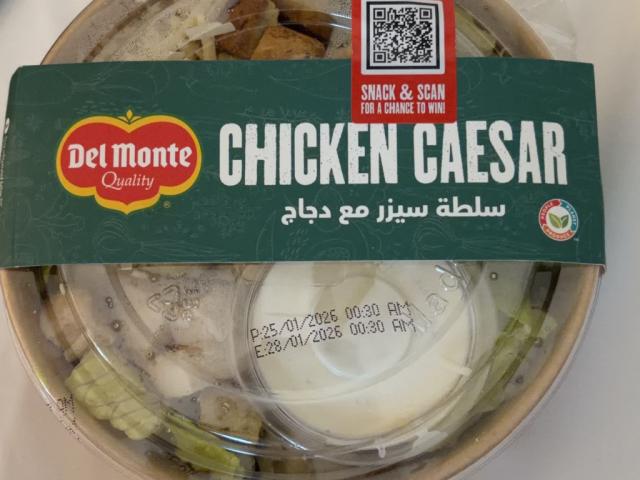 SNACK & SCAN
FOR A CHANCE TO WIN!
Del Monte
Quality
®
CHICKEN CAESAR
سلطة سيزر مع دجاج
P:25/01/2026 00:30 AM
E:28/01/2026 00:30 AM